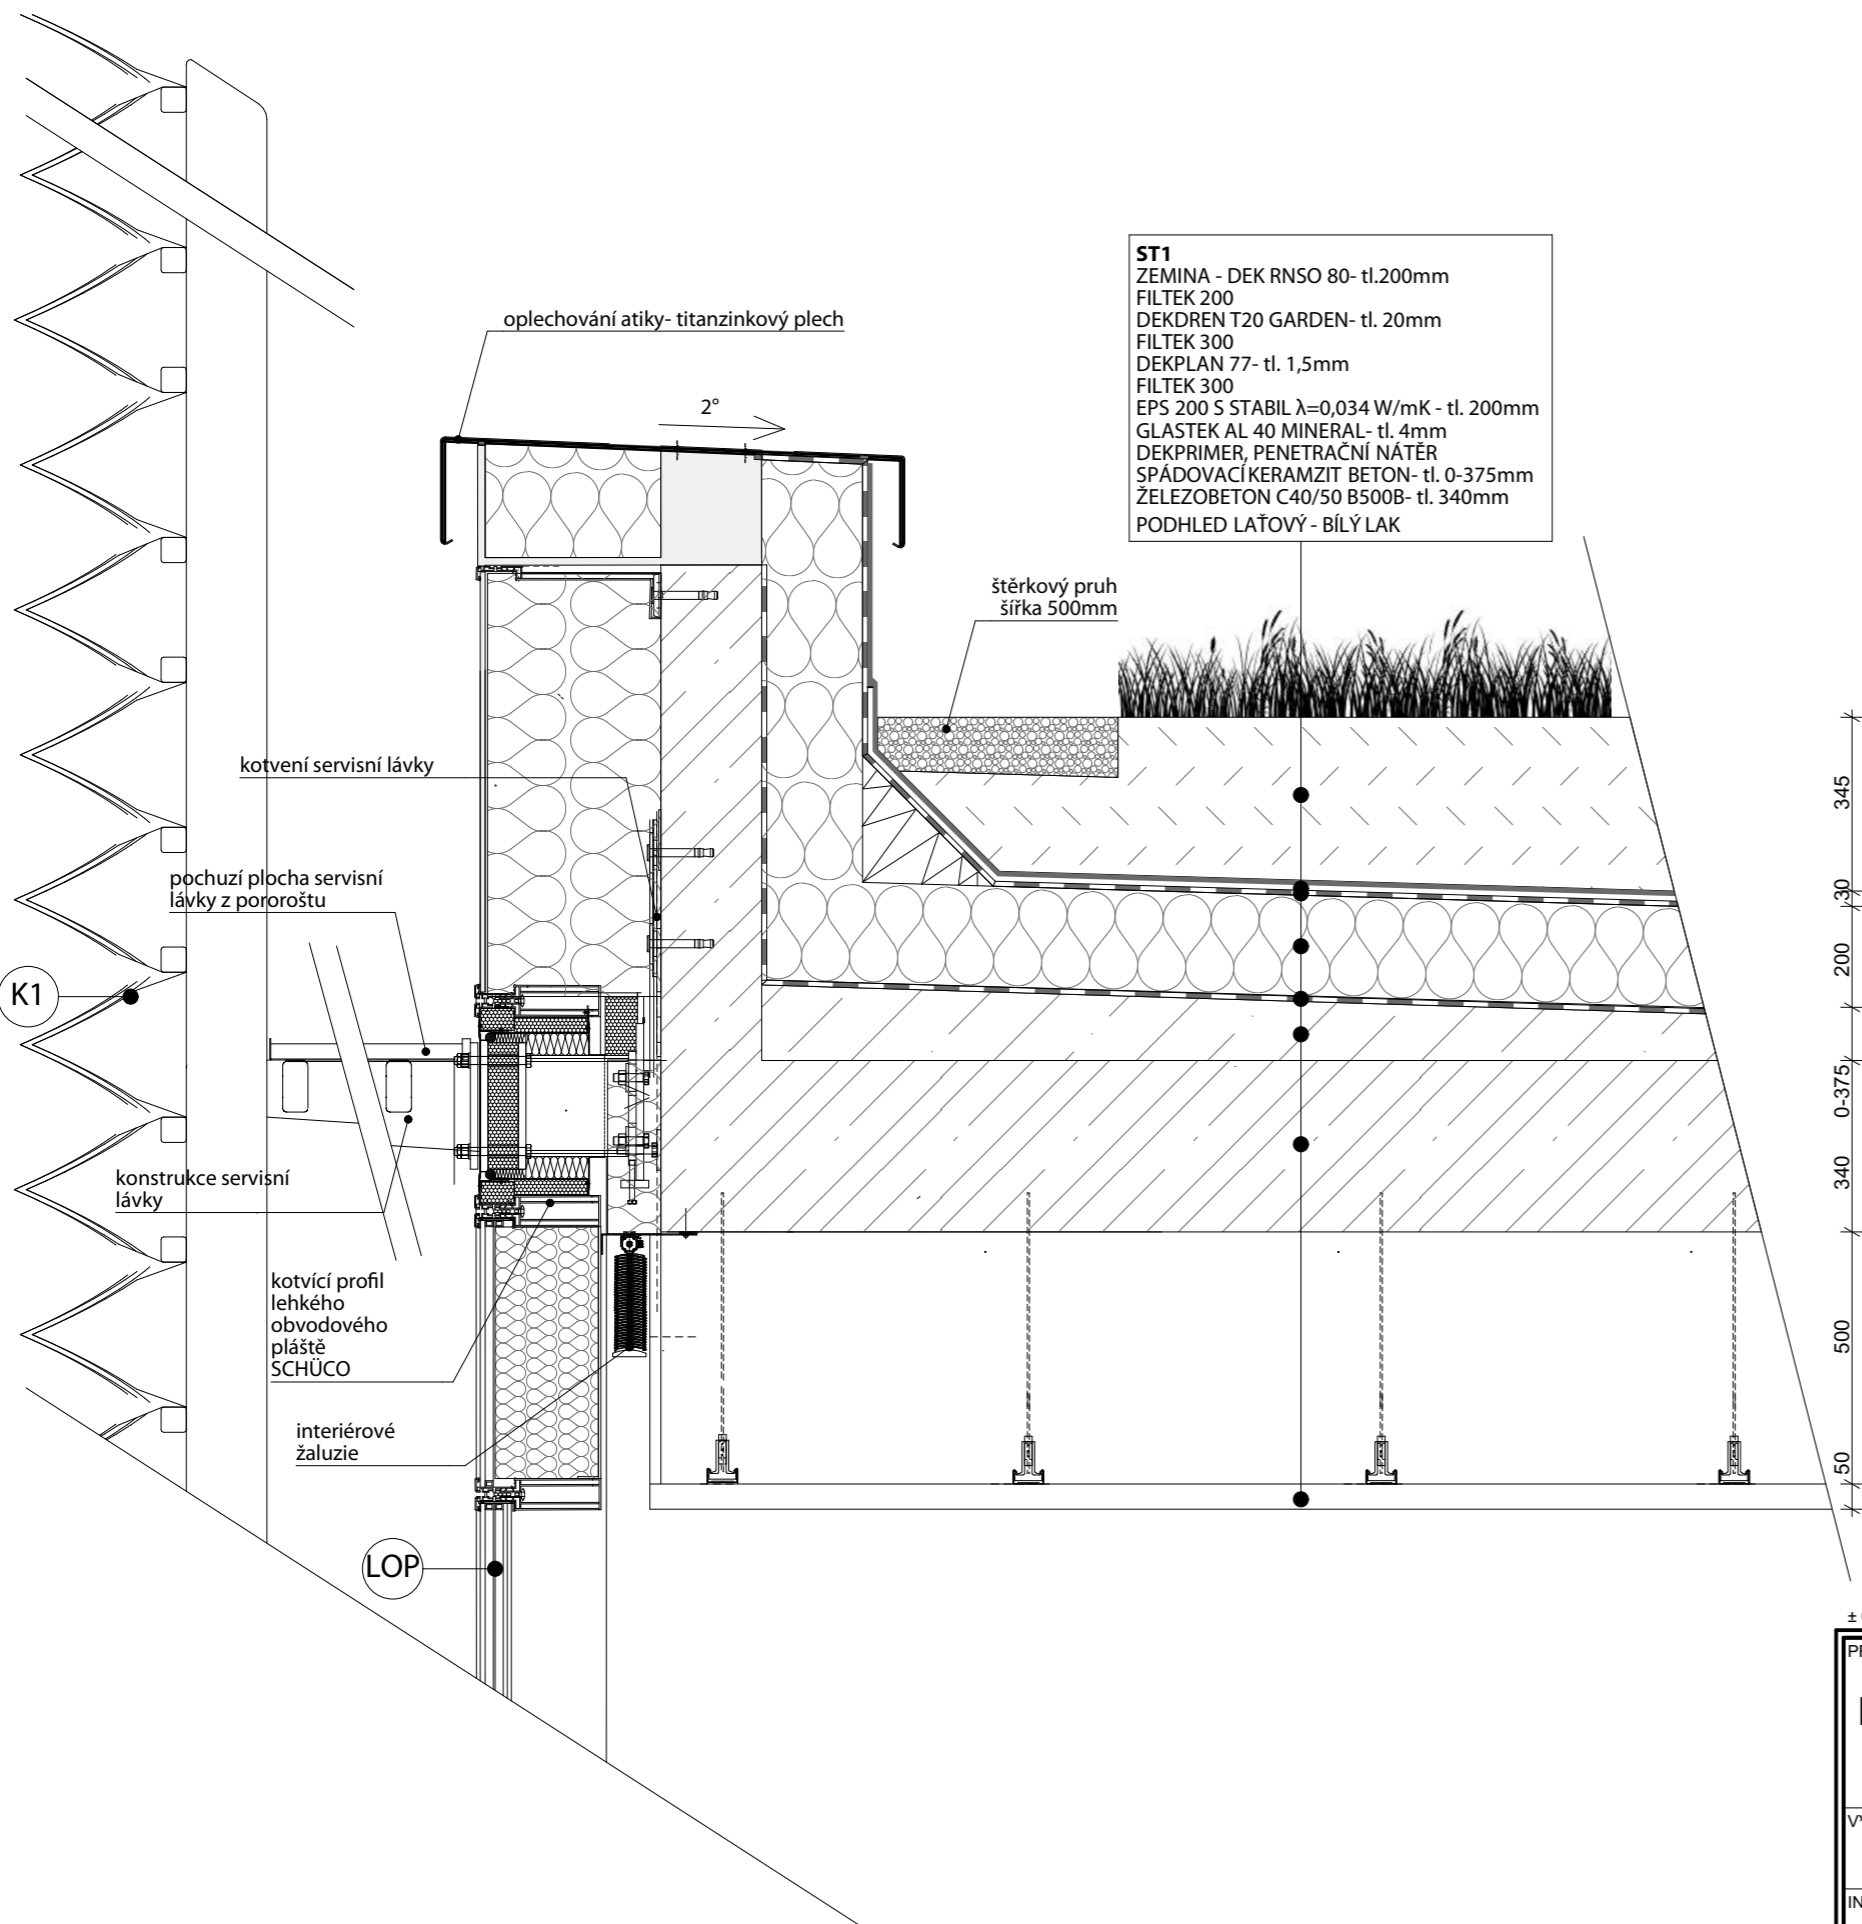 ST1
ZEMINA - DEK RNSO 80- tl.200mm
FILTEK 200
DEKDREN T20 GARDEN- tl. 20mm
FILTEK 300
DEKPLAN 77- tl. 1,5mm
FILTEK 300
EPS 200 S STABIL λ=0,034 W/mK - tl. 200mm
GLASTEK AL 40 MINERAL- tl. 4mm
DEKPRIMER, PENETRAČNÍ NÁTĚR
SPÁDOVACÍ KERAMZIT BETON- tl. 0-375mm
ŽELEZOBETON C40/50 B500B- tl. 340mm
PODHLED LAŤOVÝ - BÍLÝ LAK
oplechování atiky- titanzinkový plech
2°
štěrkový pruh
šířka 500mm
kotvení servisní lávky
pochuzí plocha servisní
lávky z pororoštu
K1
konstrukce servisní
lávky
kotvící profil
lehkého
obvodového
pláště
SCHÜCO
interiérové
žaluzie
LOP
345
30
200
0-375
340
500
50
±